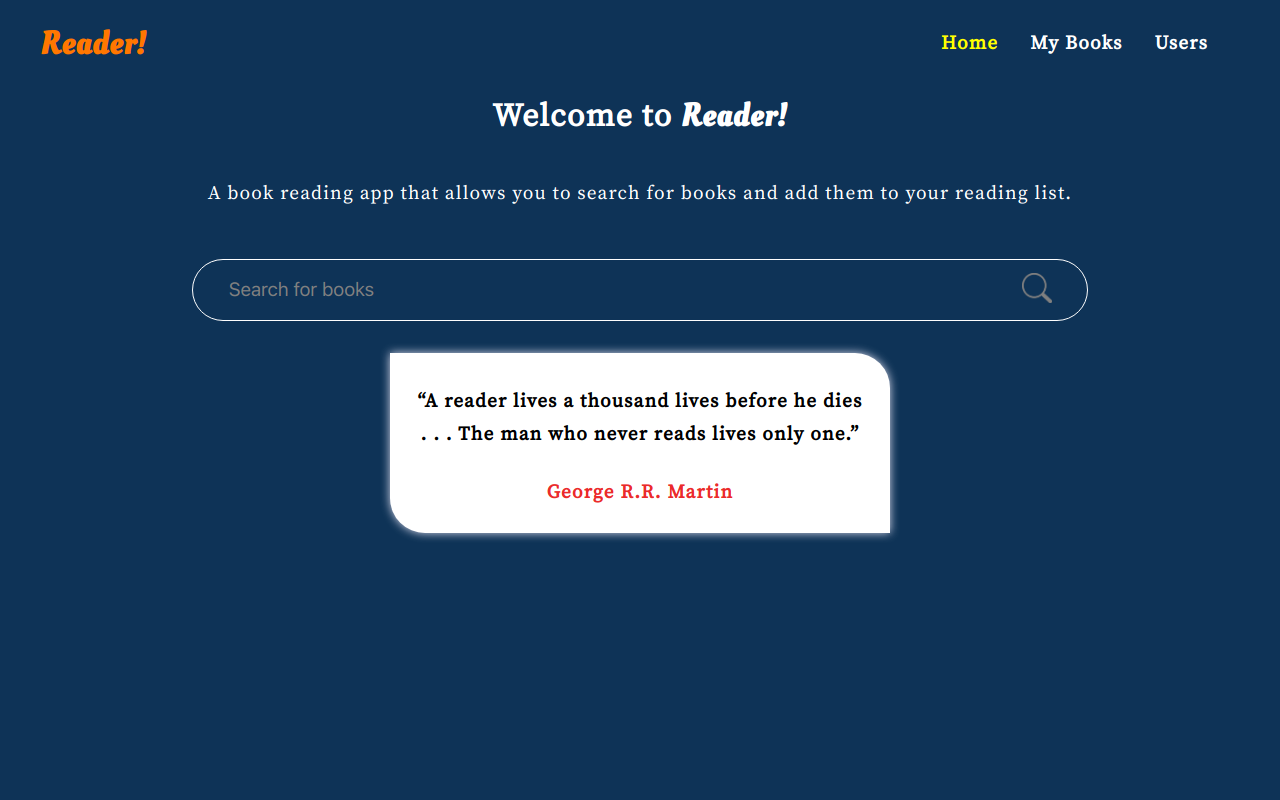 Reader!
Home My Books Users
Welcome to Reader!
A book reading app that allows you to search for books and add them to your reading list.
Search for books
“A reader lives a thousand lives before he dies
. . . The man who never reads lives only one.”
George R.R. Martin